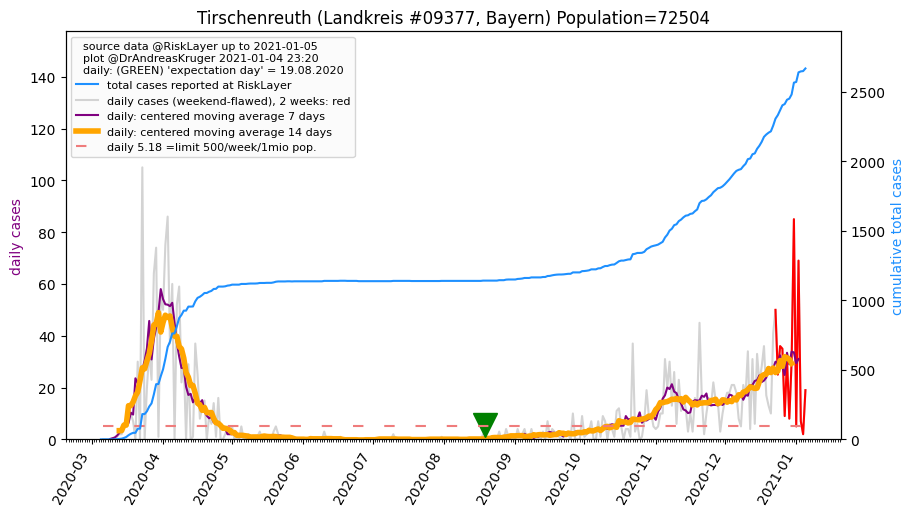 Tirschenreuth (Landkreis #09377, Bayern) Population=72504
source data @RiskLayer up to 2021-01-05
plot @DrAndreasKruger 2021-01-04 23:20
daily: (GREEN) 'expectation day' = 19.08.2020
total cases reported at RiskLayer
daily cases (weekend-flawed), 2 weeks: red
daily: centered moving average 7 days
daily: centered moving average 14 days
daily 5.18 =limit 500/week/1mio pop.
daily cases
140
120
100
80
60
40
20
0
cumulative total cases
2500
2000
1500
1000
500
0
2020-03
2020-04
2020-05
2020-06
2020-07
2020-08
2020-09
2020-10
2020-11
2020-12
2021-01